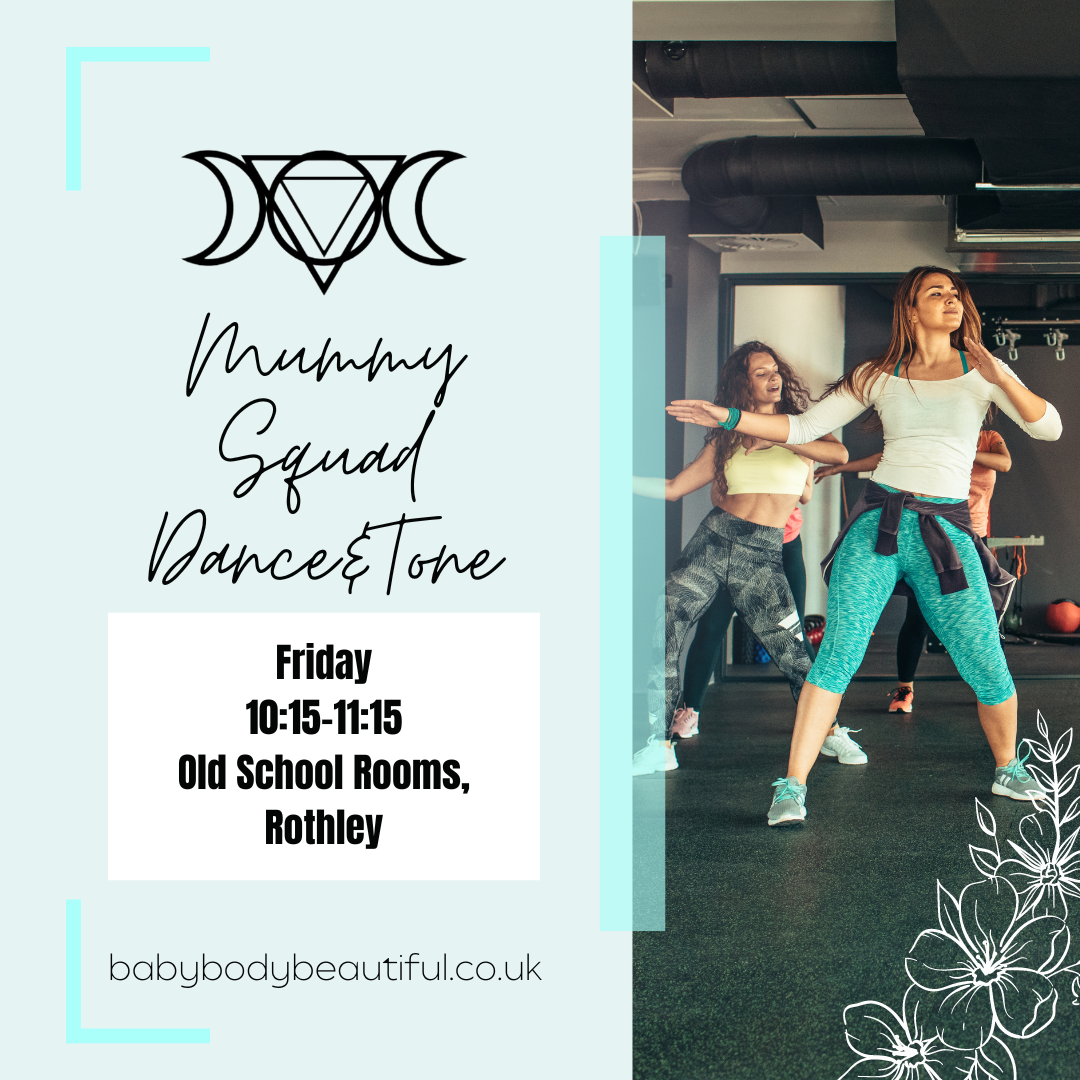 Mummy
Squad
Dance&Tone
Friday
10:15-11:15
Old School Rooms,
Rothley
babybodybeautiful.co.uk